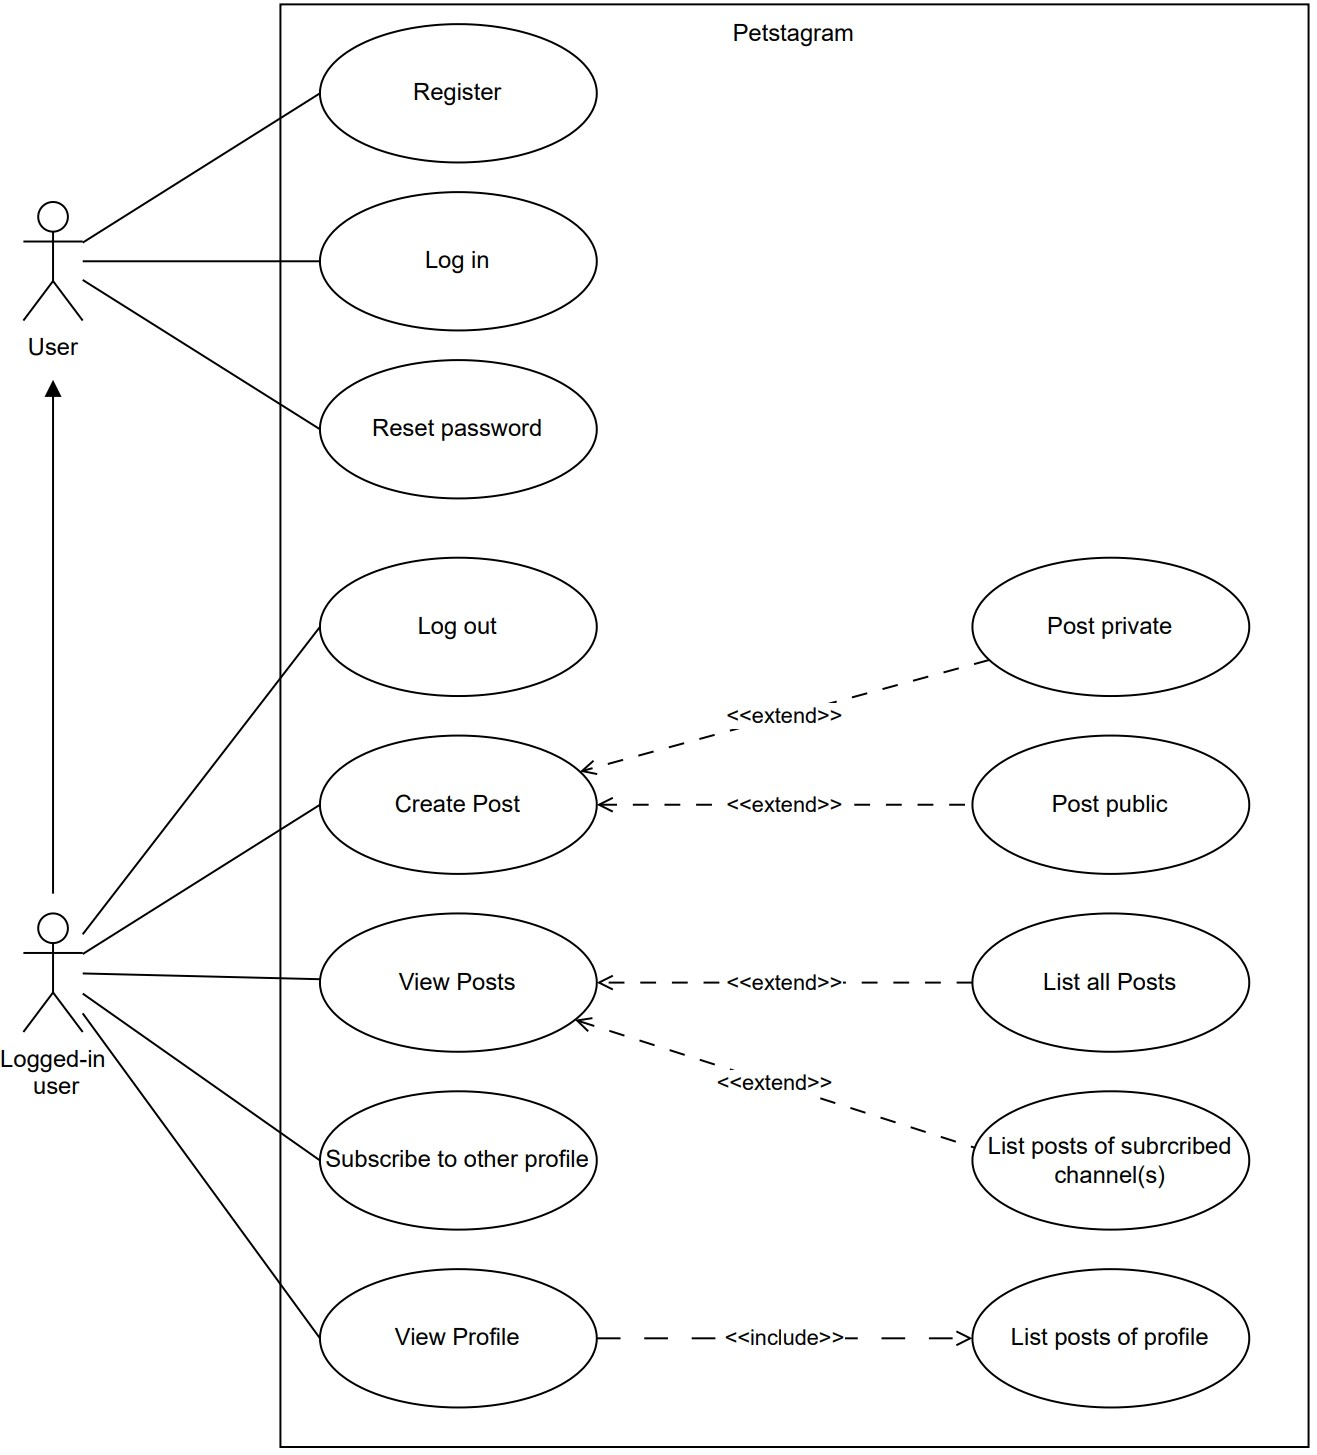 Petstagram
Register
Log in
User
Reset password
Log out
Post private
<<extend>>
Create Post
<<extend>>
Post public
View Posts
<<extend>>
List all Posts
Logged-in
user
<<extend>>
Subscribe to other profile
List posts of subrcribed
channel(s)
View Profile
<<include>>
List posts of profile